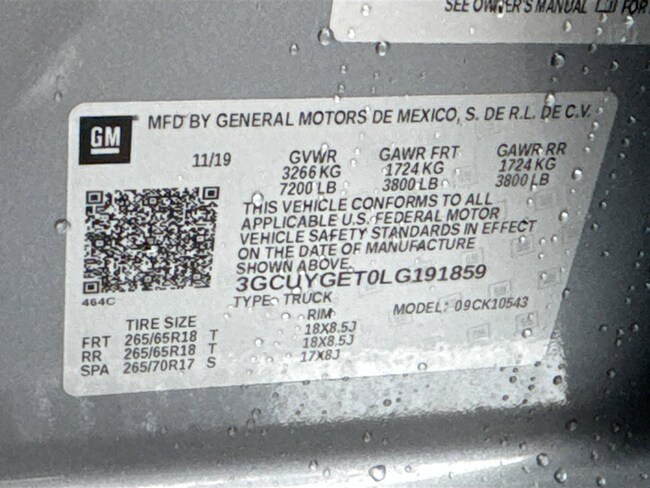 SEE OWNER'S MANUAL FOR
GM
MFD BY GENERAL MOTORS DE MEXICO, S. DE R.L. DE C.V.
11/19 GVWR GAWR FRT GAWR RR
3266 KG 1724 KG 1724 KG
7200 LB 3800 LB 3800 LB
THIS VEHICLE CONFORMS TO ALL
APPLICABLE U.S. FEDERAL MOTOR
VEHICLE SAFETY STANDARDS IN EFFECT
ON THE DATE OF MANUFACTURE
SHOWN ABOVE.
3GCUYGET0LG191859
464C
TYPE: TRUCK MODEL: 09CK10543
TIRE SIZE RIM
FRT 265/65R18 T 18X8.5J
RR 265/65R18 T 18X8.5J
SPA 265/70R17 S 17X8J